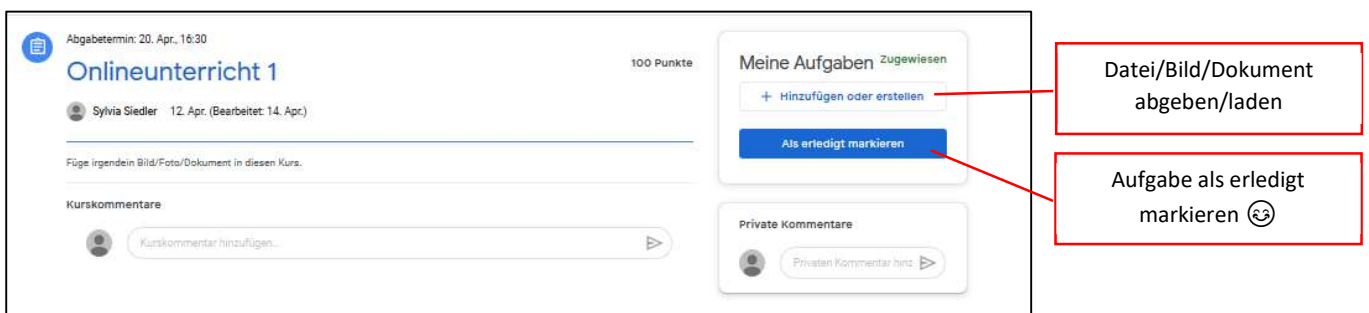 Abgabetermin: 20. Apr., 16:30
Onlineunterricht 1
100 Punkte
Sylvia Siedler 12. Apr. (Bearbeitet: 14. Apr.)
Füge irgendein Bild/Foto/Dokument in diesen Kurs.
Kurskommentare
Kurskommentar hinzufügen...
Meine Aufgaben Zugewiesen
+ Hinzufügen oder erstellen
Als erledigt markieren
Private Kommentare
Privaten Kommentar hinz
Datei/Bild/Dokument
abgeben/laden
Aufgabe als erledigt
markieren 😊